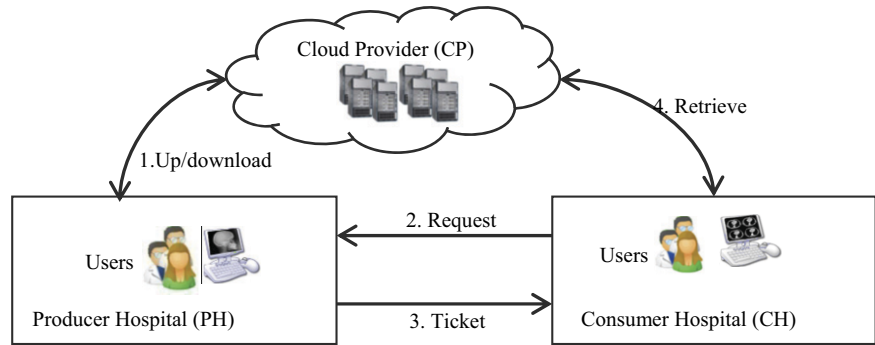 Cloud Provider (CP)
4. Retrieve
1.Up/download
2. Request
Users
Users
Producer Hospital (PH)
3. Ticket
Consumer Hospital (CH)